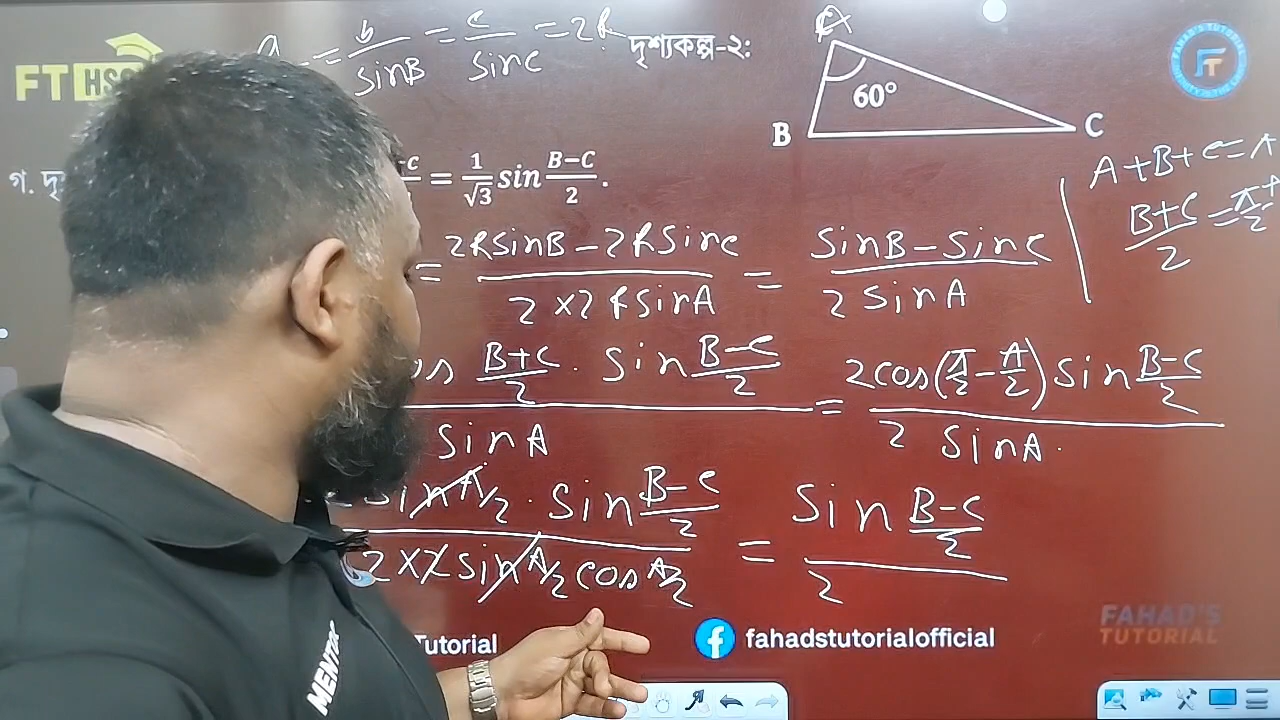 FT HSC
= b/sinB = c/sinC = 2R
দৃশ্যকল্প-২:
A
60°
B
C
FT
A+B+C=π
(B+C)/2 = π/2 -
গ.
= 1/√3 sin (B−C)/2.
= (2RsinB − 2RsinC)/(2×2RsinA) = (sinB − sinC)/(2 sinA)
cos (B+C)/2 . sin (B−C)/2 / sinA = 2cos(π/2 − A/2) sin (B−C)/2 / 2 sinA.
sin A/2 . sin (B−C)/2 / 2×2 sin A/2 cos A/2 = sin (B−C)/2 / 2
MENTOR
Tutorial
fahadstutorialofficial
FAHAD'S
TUTORIAL